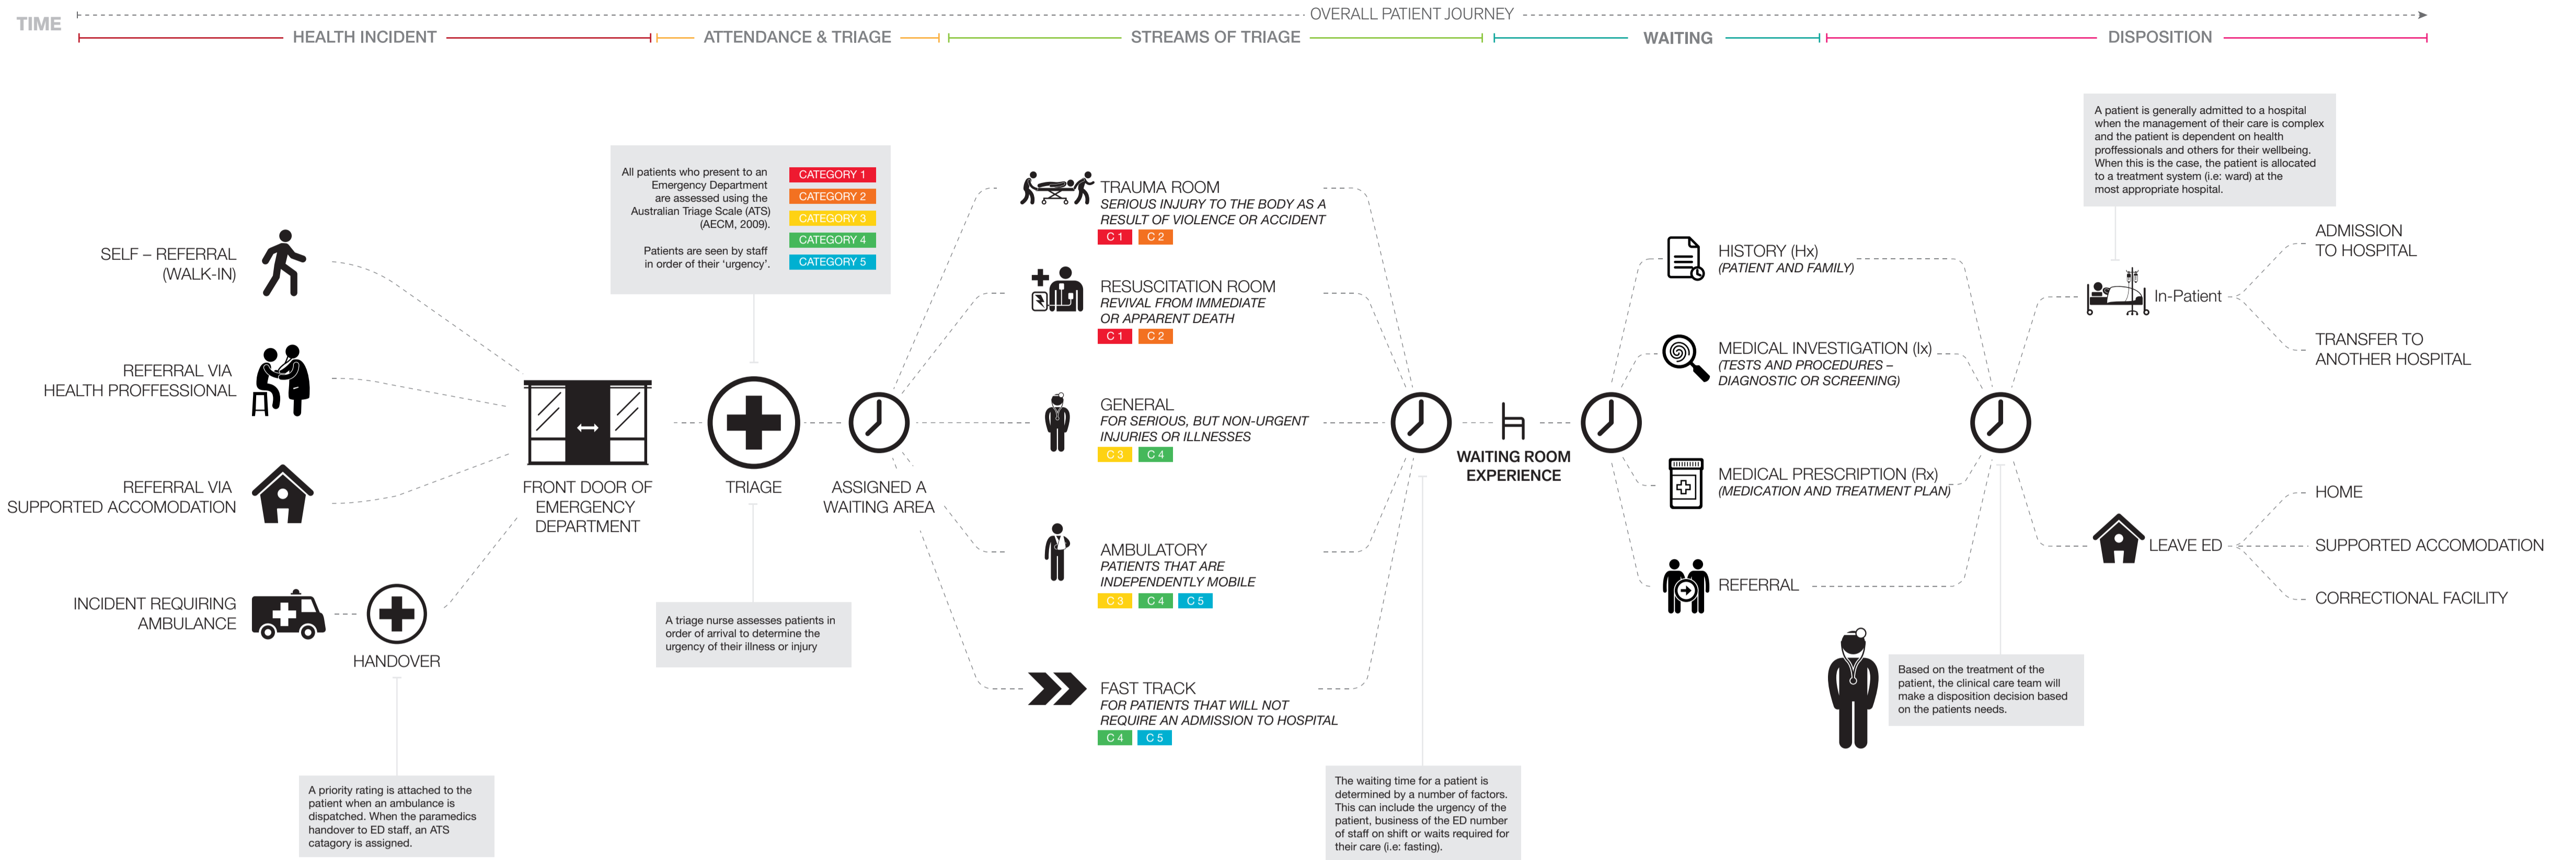 TIME
OVERALL PATIENT JOURNEY
HEALTH INCIDENT
ATTENDANCE & TRIAGE
STREAMS OF TRIAGE
WAITING
DISPOSITION
SELF – REFERRAL
(WALK-IN)
REFERRAL VIA
HEALTH PROFFESSIONAL
REFERRAL VIA
SUPPORTED ACCOMODATION
INCIDENT REQUIRING
AMBULANCE
HANDOVER
A priority rating is attached to the
patient when an ambulance is
dispatched. When the paramedics
handover to ED staff, an ATS
catagory is assigned.
FRONT DOOR OF
EMERGENCY
DEPARTMENT
All patients who present to an
Emergency Department
are assessed using the
Australian Triage Scale (ATS)
(AECM, 2009).
Patients are seen by staff
in order of their ‘urgency’.
CATEGORY 1
CATEGORY 2
CATEGORY 3
CATEGORY 4
CATEGORY 5
TRIAGE
A triage nurse assesses patients in
order of arrival to determine the
urgency of their illness or injury
ASSIGNED A
WAITING AREA
TRAUMA ROOM
SERIOUS INJURY TO THE BODY AS A
RESULT OF VIOLENCE OR ACCIDENT
C 1 C 2
RESUSCITATION ROOM
REVIVAL FROM IMMEDIATE
OR APPARENT DEATH
C 1 C 2
GENERAL
FOR SERIOUS, BUT NON-URGENT
INJURIES OR ILLNESSES
C 3 C 4
AMBULATORY
PATIENTS THAT ARE
INDEPENDENTLY MOBILE
C 3 C 4 C 5
FAST TRACK
FOR PATIENTS THAT WILL NOT
REQUIRE AN ADMISSION TO HOSPITAL
C 4 C 5
The waiting time for a patient is
determined by a number of factors.
This can include the urgency of the
patient, business of the ED number
of staff on shift or waits required for
their care (i.e: fasting).
WAITING ROOM
EXPERIENCE
HISTORY (Hx)
(PATIENT AND FAMILY)
MEDICAL INVESTIGATION (Ix)
(TESTS AND PROCEDURES –
DIAGNOSTIC OR SCREENING)
MEDICAL PRESCRIPTION (Rx)
(MEDICATION AND TREATMENT PLAN)
REFERRAL
Based on the treatment of the
patient, the clinical care team will
make a disposition decision based
on the patients needs.
A patient is generally admitted to a hospital
when the management of their care is complex
and the patient is dependent on health
proffessionals and others for their wellbeing.
When this is the case, the patient is allocated
to a treatment system (i.e: ward) at the
most appropriate hospital.
In-Patient
ADMISSION
TO HOSPITAL
TRANSFER TO
ANOTHER HOSPITAL
LEAVE ED
HOME
SUPPORTED ACCOMODATION
CORRECTIONAL FACILITY